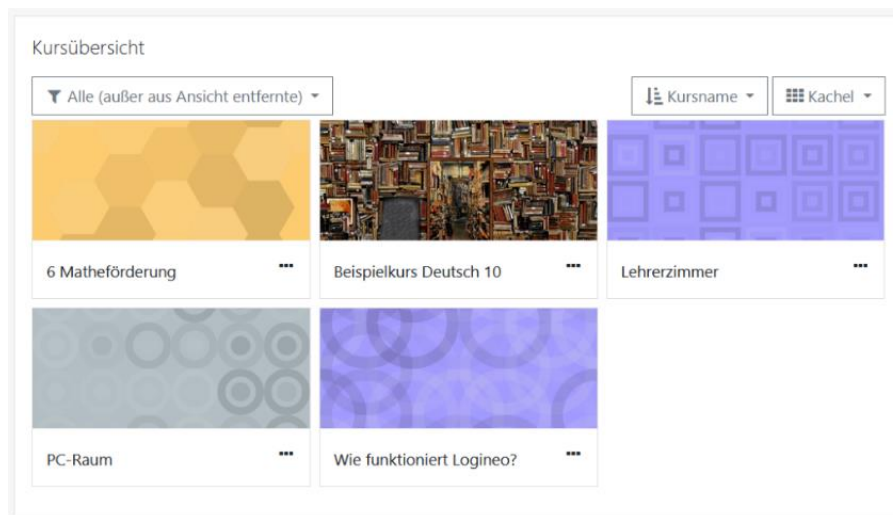 Kursübersicht
Alle (außer aus Ansicht entfernte)
Kursname
Kachel
6 Matheförderung
Beispielkurs Deutsch 10
Lehrerzimmer
PC-Raum
Wie funktioniert Logineo?